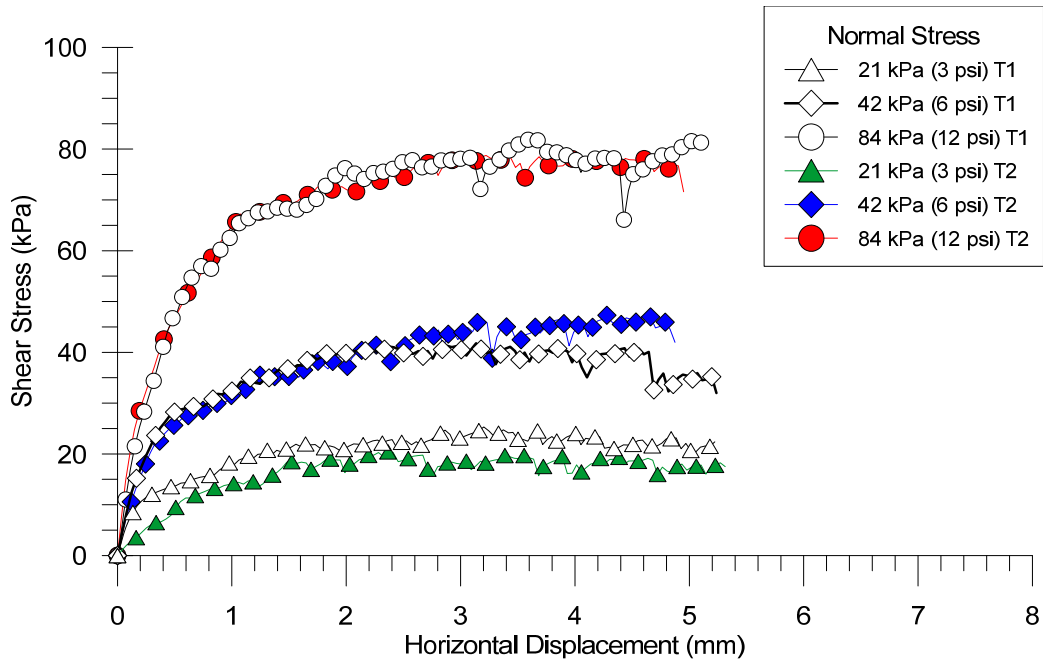 Normal Stress
21 kPa (3 psi) T1
42 kPa (6 psi) T1
84 kPa (12 psi) T1
21 kPa (3 psi) T2
42 kPa (6 psi) T2
84 kPa (12 psi) T2
100
80
60
40
20
0
Shear Stress (kPa)
0 1 2 3 4 5 6 7 8
Horizontal Displacement (mm)